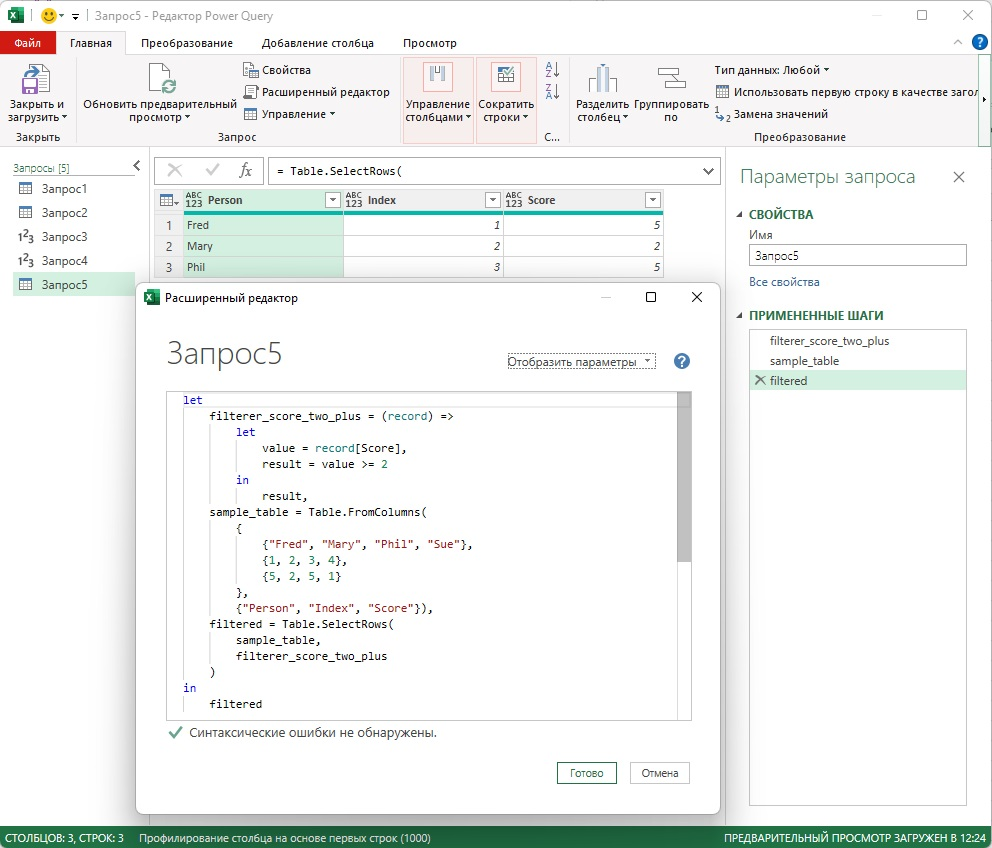 Запрос5 - Редактор Power Query
Файл
Главная
Преобразование
Добавление столбца
Просмотр
Закрыть и загрузить
Закрыть
Обновить предварительный просмотр
Свойства
Расширенный редактор
Управление
Запрос
Управление столбцами
Сократить строки
С...
Разделить столбец
Группировать по
Тип данных: Любой
Использовать первую строку в качестве загол
Замена значений
Преобразование
Запросы [5]
Запрос1
Запрос2
Запрос3
Запрос4
Запрос5
= Table.SelectRows(
ABC 123 Person ABC 123 Index ABC 123 Score
1 Fred 1 5
2 Mary 2 2
3 Phil 3 5
Параметры запроса
СВОЙСТВА
Имя
Запрос5
Все свойства
ПРИМЕНЕННЫЕ ШАГИ
filterer_score_two_plus
sample_table
filtered
Расширенный редактор
Запрос5
Отобразить параметры
let
filterer_score_two_plus = (record) =>
let
value = record[Score],
result = value >= 2
in
result,
sample_table = Table.FromColumns(
{
{"Fred", "Mary", "Phil", "Sue"},
{1, 2, 3, 4},
{5, 2, 5, 1}
},
{"Person", "Index", "Score"}),
filtered = Table.SelectRows(
sample_table,
filterer_score_two_plus
)
in
filtered
Синтаксические ошибки не обнаружены.
Готово
Отмена
СТОЛБЦОВ: 3, СТРОК: 3
Профилирование столбца на основе первых строк (1000)
ПРЕДВАРИТЕЛЬНЫЙ ПРОСМОТР ЗАГРУЖЕН В 12:24